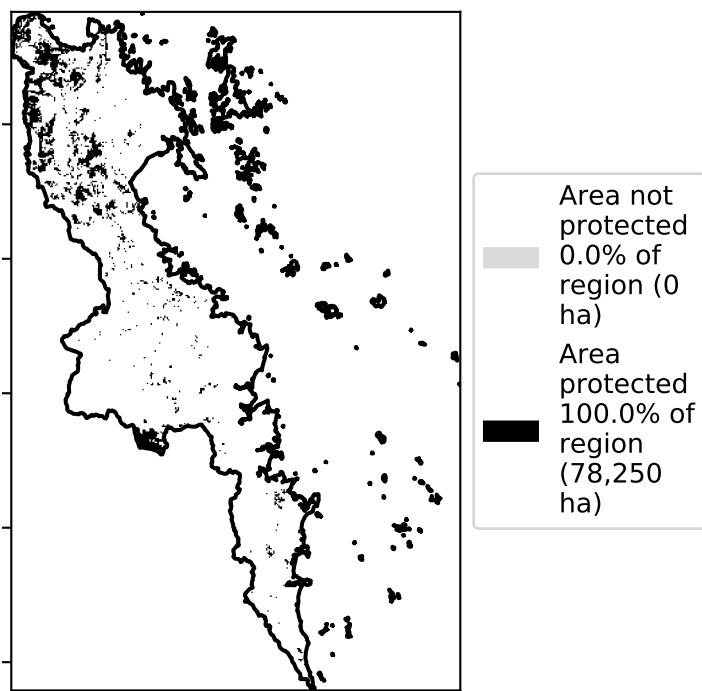 Area not
protected
0.0% of
region (0
ha)
Area
protected
100.0% of
region
(78,250
ha)